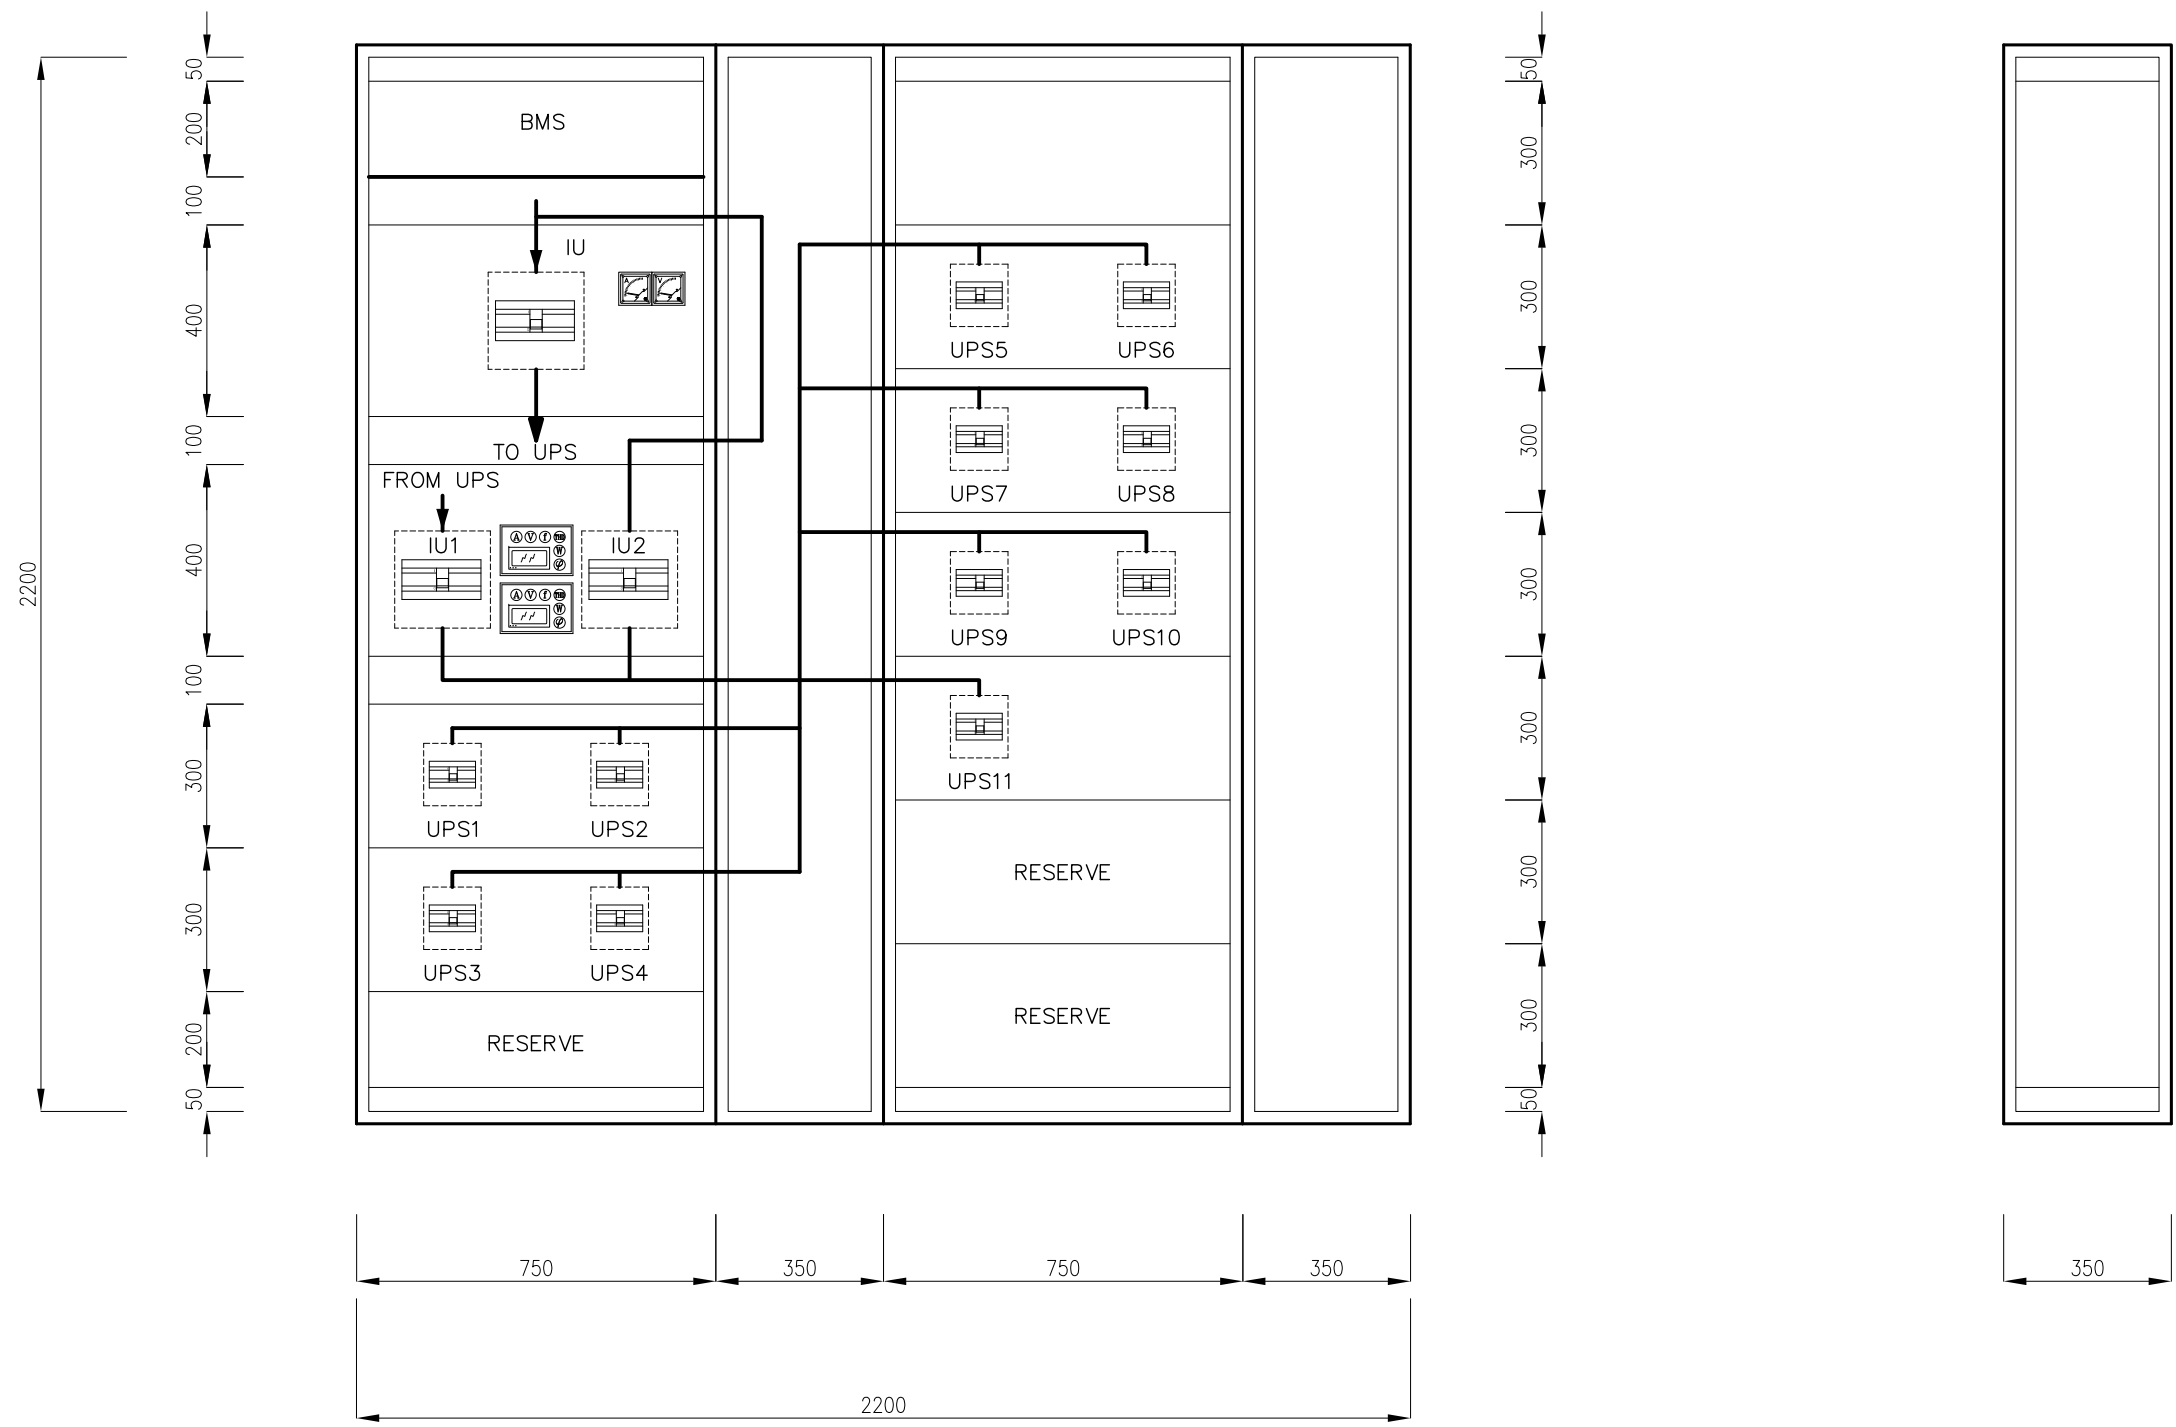 50
50
BMS
200
300
100
IU
A
V
400
300
UPS5
UPS6
100
300
TO UPS
FROM UPS
UPS7
UPS8
IU1
IU2
A V f THD
W
φ
A V f THD
W
φ
2200
400
300
UPS9
UPS10
100
300
UPS11
300
UPS1
UPS2
RESERVE
300
300
UPS3
UPS4
RESERVE
300
200
RESERVE
50
50
750
350
750
350
350
2200